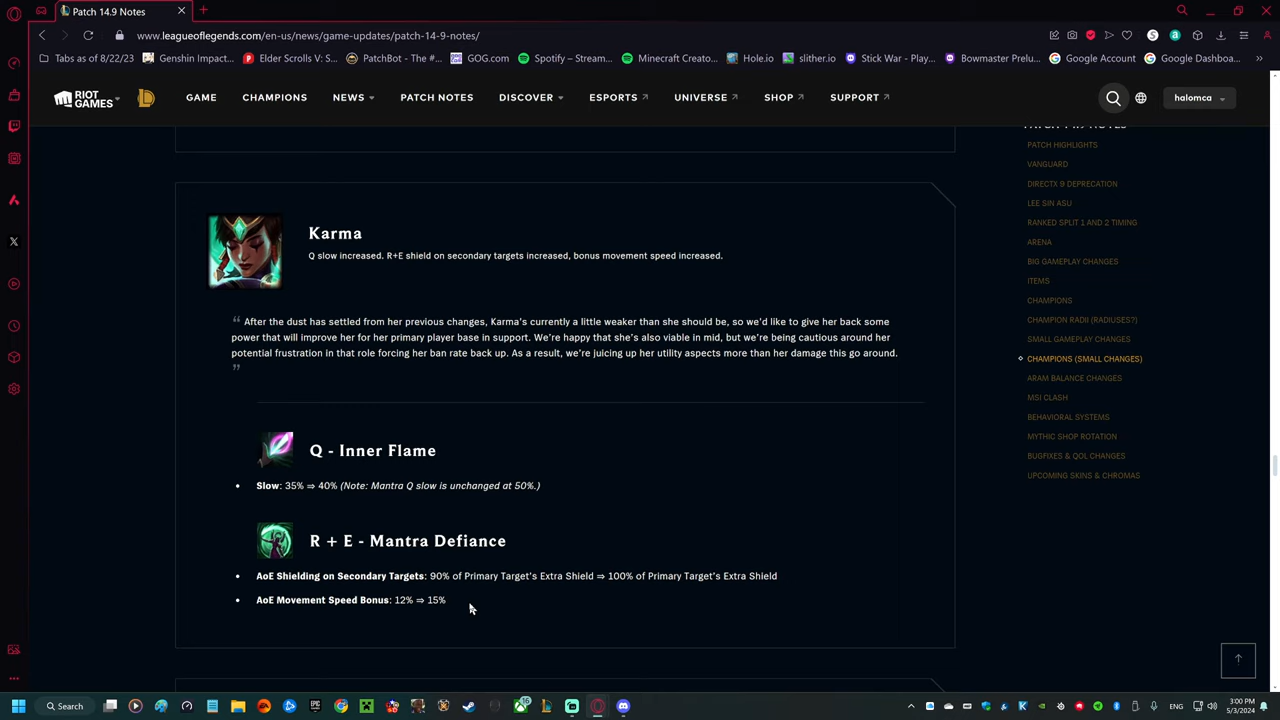 Patch 14.9 Notes
www.leagueoflegends.com/en-us/news/game-updates/patch-14-9-notes/
Tabs as of 8/22/23
Genshin Impact...
Elder Scrolls V: S...
PatchBot - The #...
GOG.com
Spotify – Stream...
Minecraft Creato...
Hole.io
slither.io
Stick War - Play...
Bowmaster Prelu...
Google Account
Google Dashboa...
RIOT GAMES
GAME
CHAMPIONS
NEWS
PATCH NOTES
DISCOVER
ESPORTS
UNIVERSE
SHOP
SUPPORT
halomca
Karma
Q slow increased. R+E shield on secondary targets increased, bonus movement speed increased.
“ After the dust has settled from her previous changes, Karma's currently a little weaker than she should be, so we'd like to give her back some
power that will improve her for her primary player base in support. We're happy that she's also viable in mid, but we're being cautious around her
potential frustration in that role forcing her ban rate back up. As a result, we're juicing up her utility aspects more than her damage this go around.
”
Q - Inner Flame
• Slow: 35% ⇒ 40% (Note: Mantra Q slow is unchanged at 50%.)
R + E - Mantra Defiance
• AoE Shielding on Secondary Targets: 90% of Primary Target's Extra Shield ⇒ 100% of Primary Target's Extra Shield
• AoE Movement Speed Bonus: 12% ⇒ 15%
PATCH 14.9 NOTES
PATCH HIGHLIGHTS
VANGUARD
DIRECTX 9 DEPRECATION
LEE SIN ASU
RANKED SPLIT 1 AND 2 TIMING
ARENA
BIG GAMEPLAY CHANGES
ITEMS
CHAMPIONS
CHAMPION RADII (RADIUSES?)
SMALL GAMEPLAY CHANGES
CHAMPIONS (SMALL CHANGES)
ARAM BALANCE CHANGES
MSI CLASH
BEHAVIORAL SYSTEMS
MYTHIC SHOP ROTATION
BUGFIXES & QOL CHANGES
UPCOMING SKINS & CHROMAS
Search
3:00 PM
5/3/2024